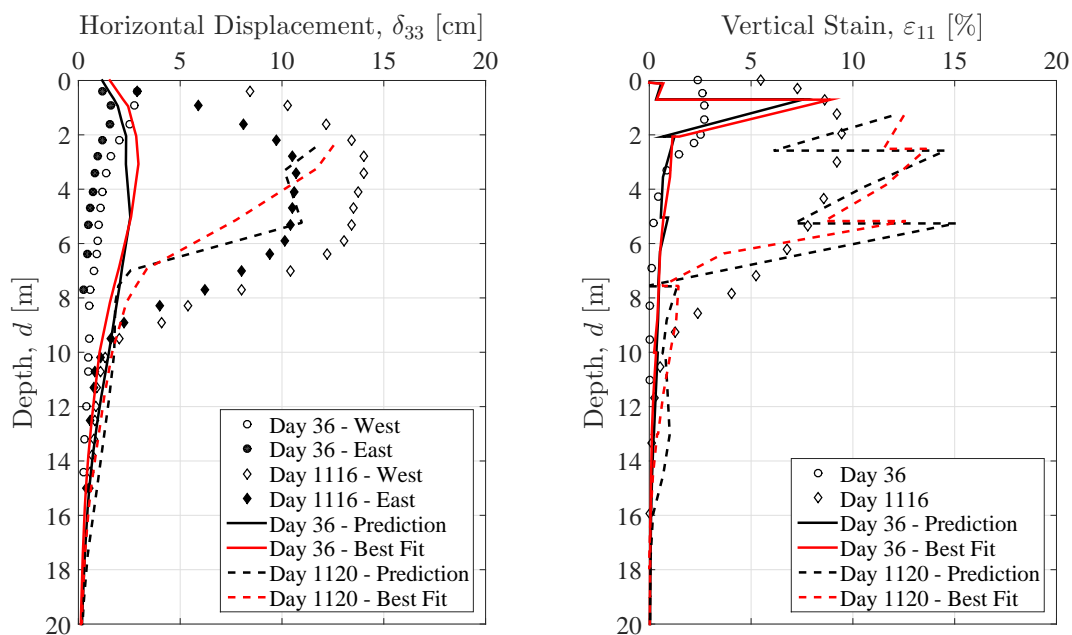 Horizontal Displacement, δ33 [cm]
0 5 10 15 20
0
2
4
6
8
10
12
14
16
18
20
Depth, d [m]
Day 36 - West
Day 36 - East
Day 1116 - West
Day 1116 - East
Day 36 - Prediction
Day 36 - Best Fit
Day 1120 - Prediction
Day 1120 - Best Fit
Vertical Stain, ε11 [%]
0 5 10 15 20
0
2
4
6
8
10
12
14
16
18
20
Depth, d [m]
Day 36
Day 1116
Day 36 - Prediction
Day 36 - Best Fit
Day 1120 - Prediction
Day 1120 - Best Fit